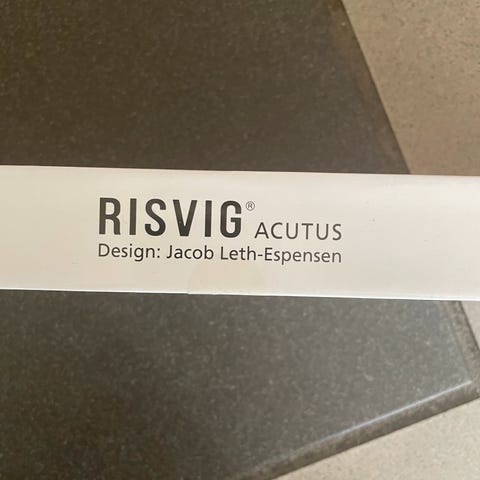 RISVIG® ACUTUS
Design: Jacob Leth-Espensen